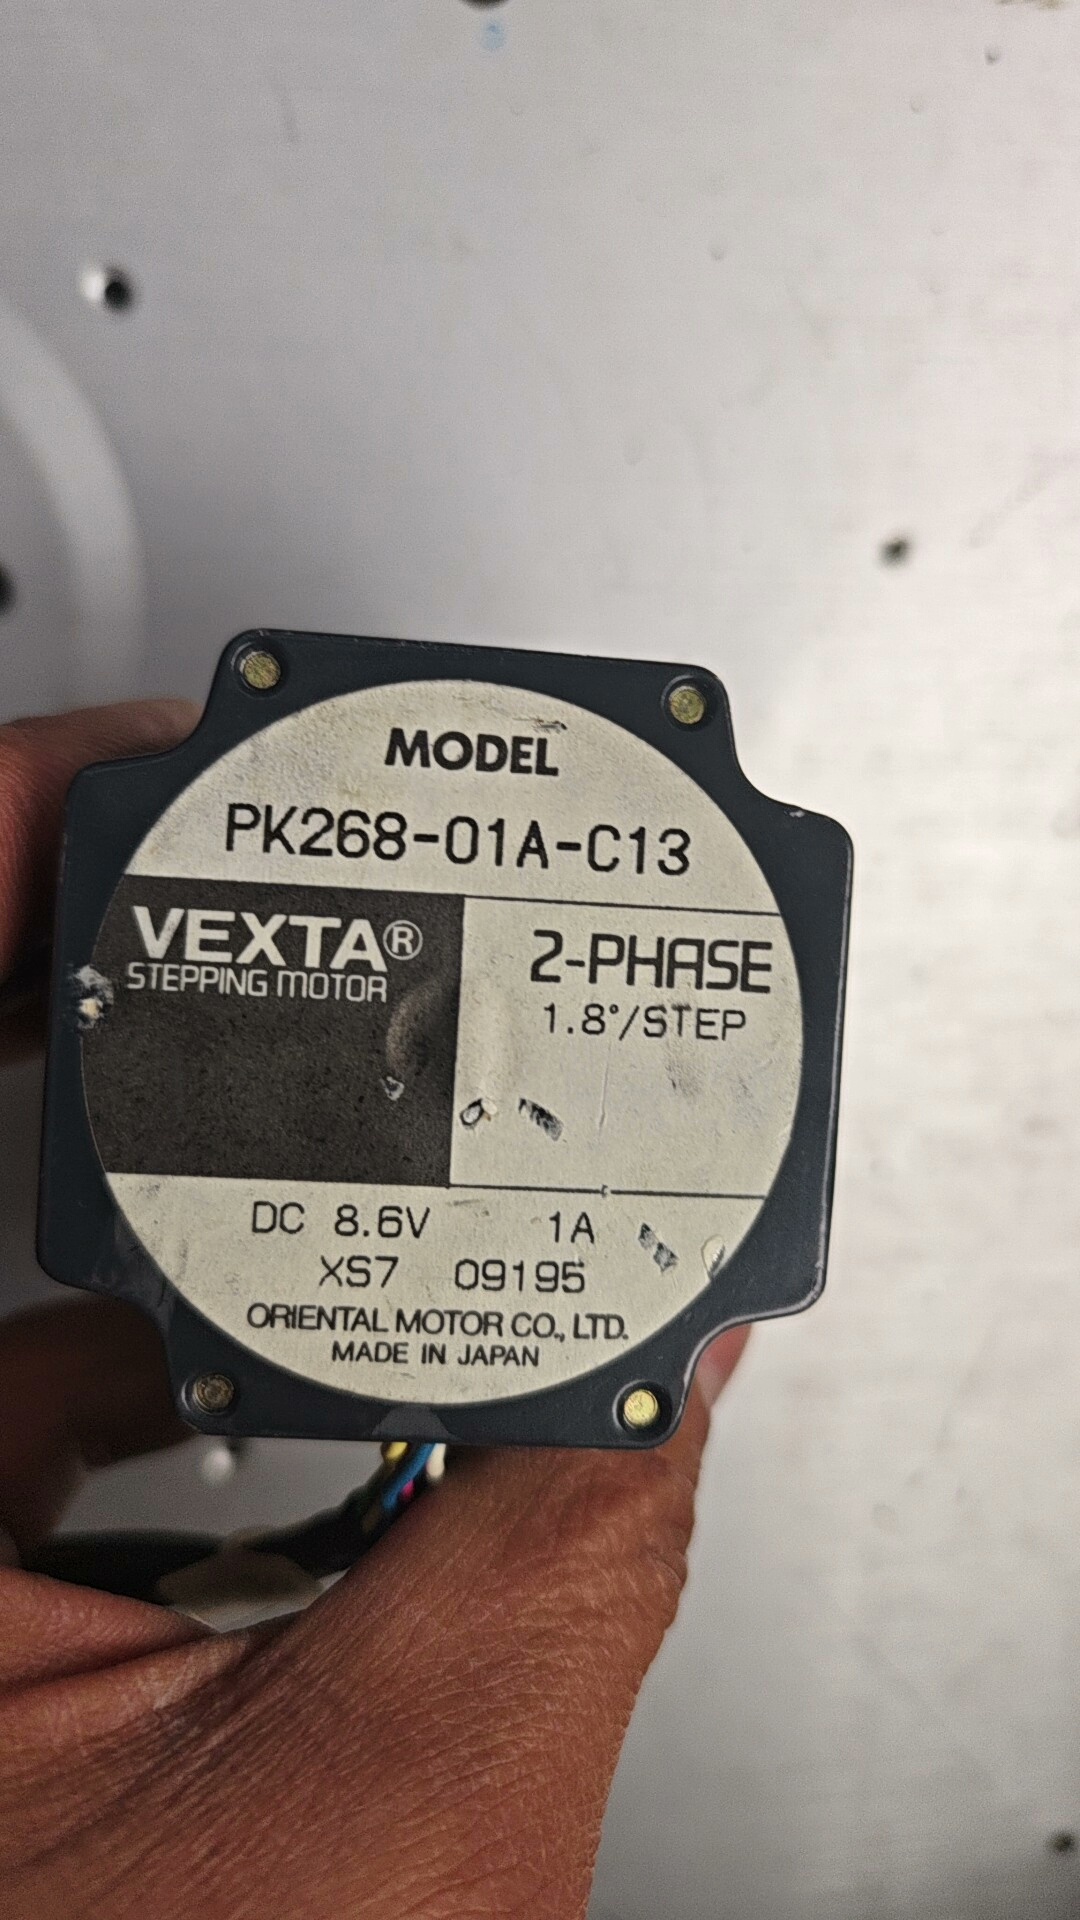 MODEL
PK268-01A-C13
VEXTA®
STEPPING MOTOR
2-PHASE
1.8°/STEP
DC 8.6V 1A
XS7 09195
ORIENTAL MOTOR CO., LTD.
MADE IN JAPAN